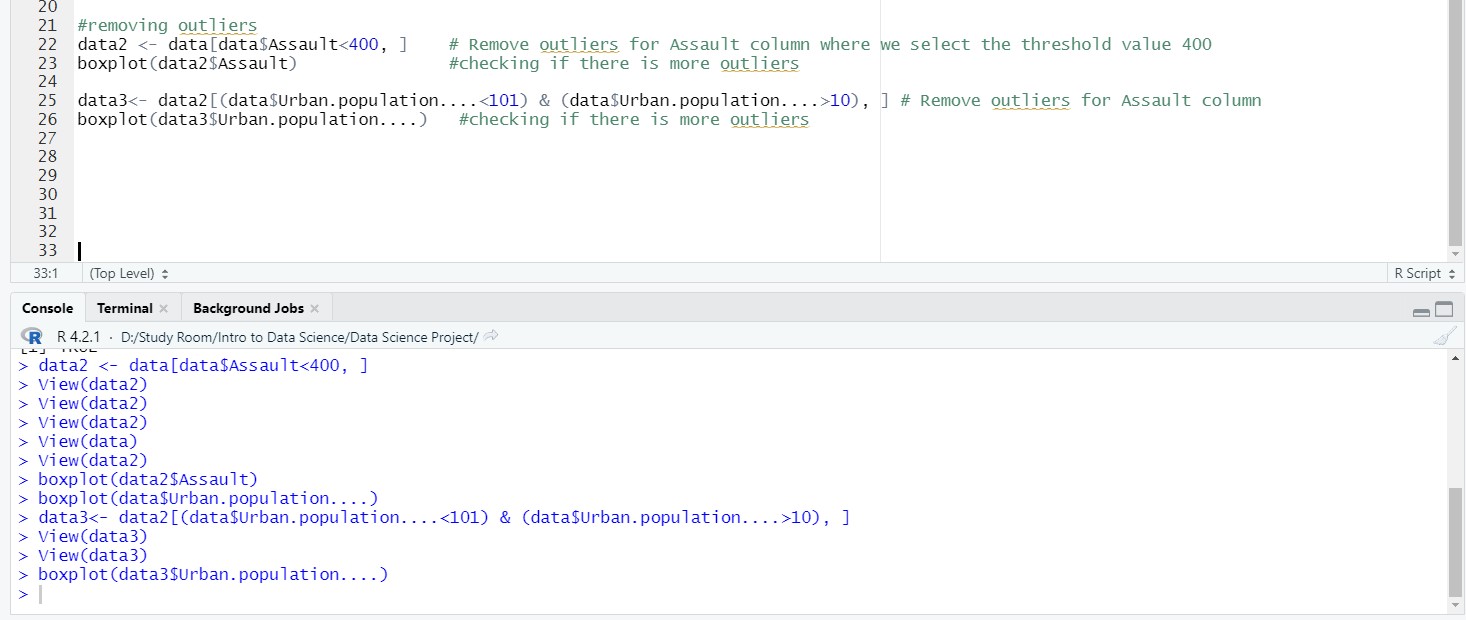 20
21 #removing outliers
22 data2 <- data[data$Assault<400, ] # Remove outliers for Assault column where we select the threshold value 400
23 boxplot(data2$Assault) #checking if there is more outliers
24
25 data3<- data2[(data$Urban.population....<101) & (data$Urban.population....>10), ] # Remove outliers for Assault column
26 boxplot(data3$Urban.population....) #checking if there is more outliers
27
28
29
30
31
32
33
33:1 (Top Level) R Script
Console Terminal Background Jobs
R R 4.2.1 · D:/Study Room/Intro to Data Science/Data Science Project/
[1] TRUE
> data2 <- data[data$Assault<400, ]
> View(data2)
> View(data2)
> View(data2)
> View(data)
> View(data2)
> boxplot(data2$Assault)
> boxplot(data$Urban.population....)
> data3<- data2[(data$Urban.population....<101) & (data$Urban.population....>10), ]
> View(data3)
> View(data3)
> boxplot(data3$Urban.population....)
>